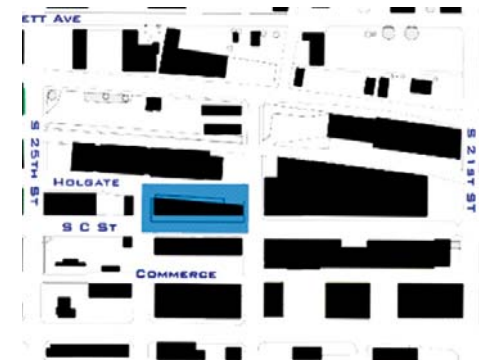 ETT AVE
S 25TH ST
S 21ST ST
HOLGATE
S C ST
COMMERCE